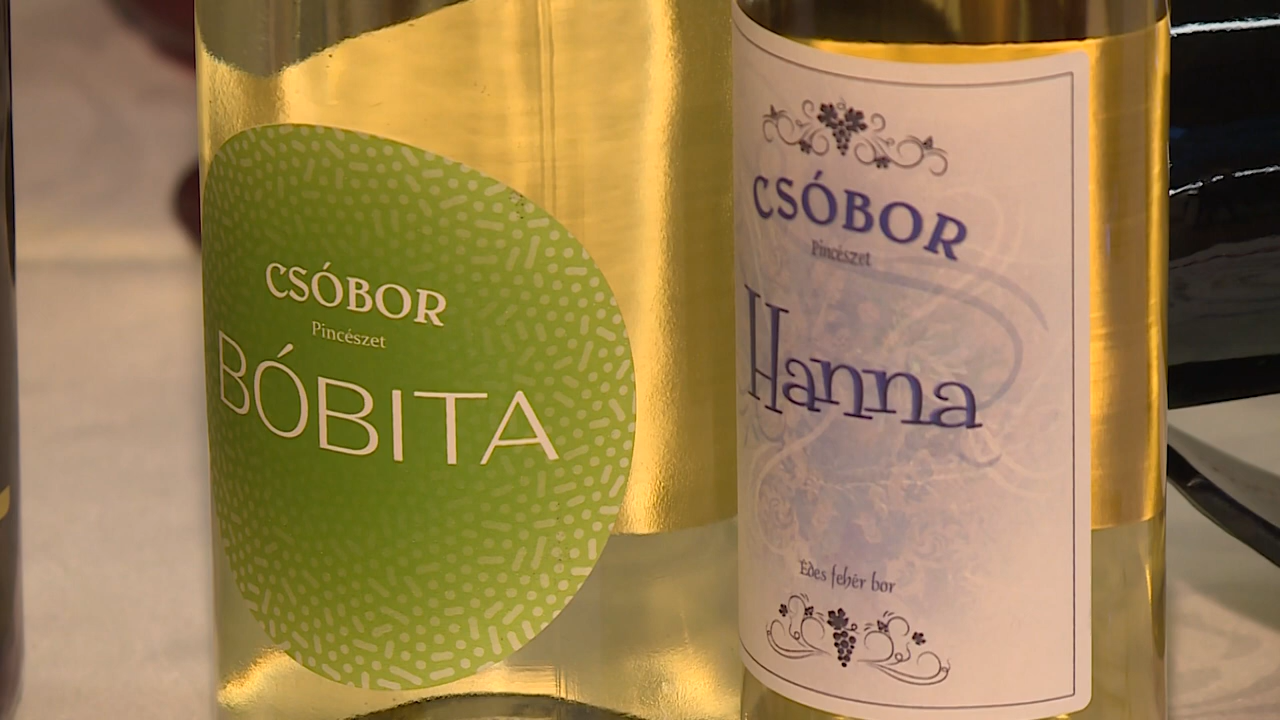 CSÓBOR
Pincészet
BÓBITA
CSÓBOR
Pincészet
Hanna
Édes fehér bor